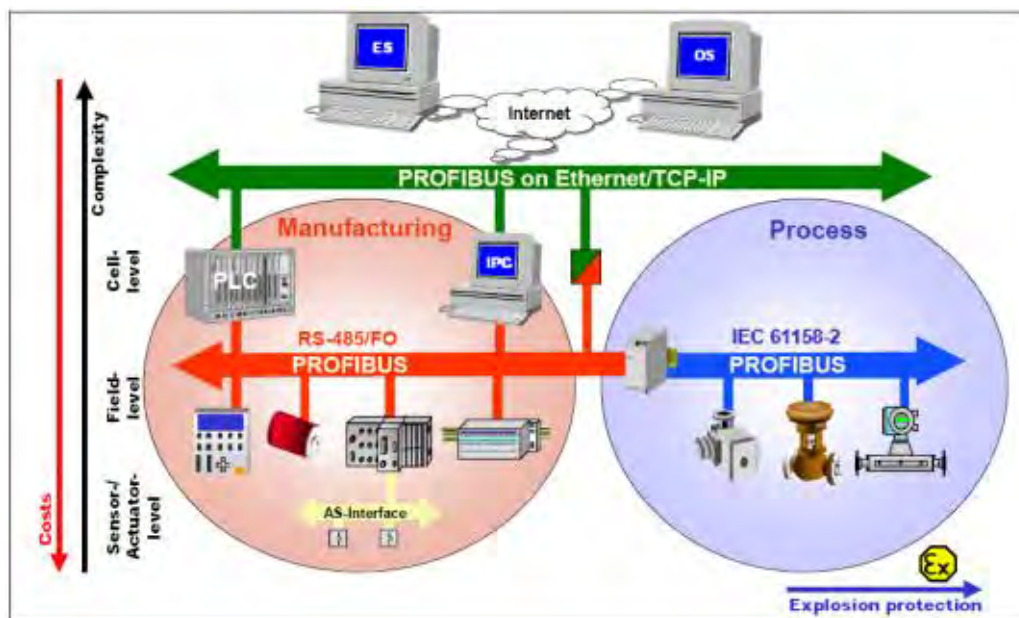 ES
OS
Internet
Complexity
PROFIBUS on Ethernet/TCP-IP
Manufacturing
Process
Cell-
level
PLC
IPC
RS-485/FO
IEC 61158-2
PROFIBUS
PROFIBUS
Field-
level
Sensor-/
Actuator-
level
AS-Interface
Costs
Ex
Explosion protection